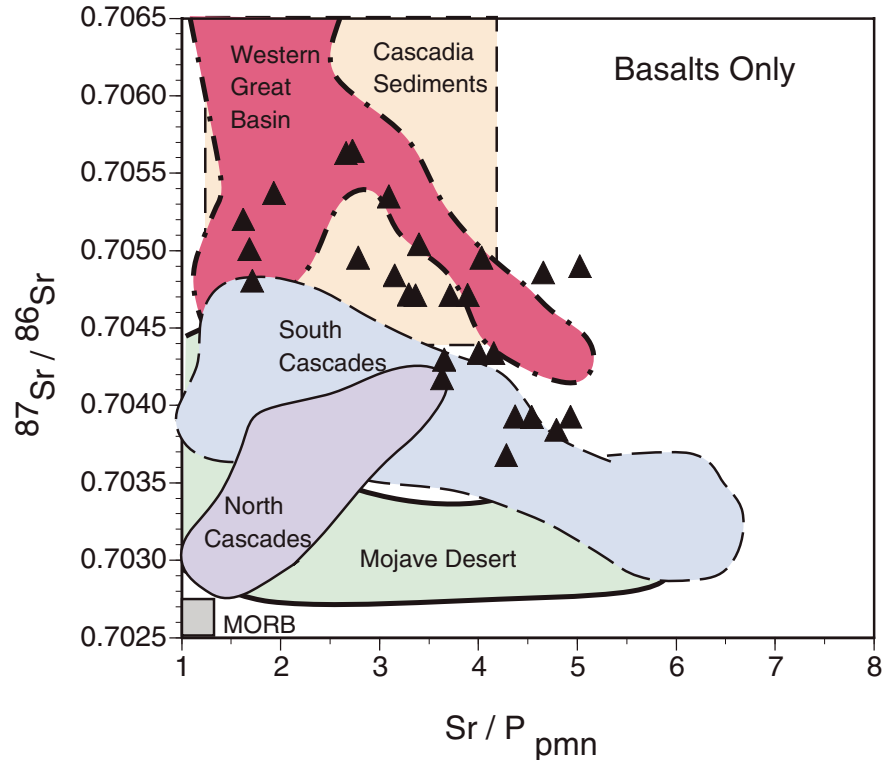 0.7065
0.7060
0.7055
0.7050
0.7045
0.7040
0.7035
0.7030
0.7025
87Sr / 86Sr
Western
Great
Basin
Cascadia
Sediments
Basalts Only
South
Cascades
North
Cascades
Mojave Desert
MORB
1 2 3 4 5 6 7 8
Sr / P pmn